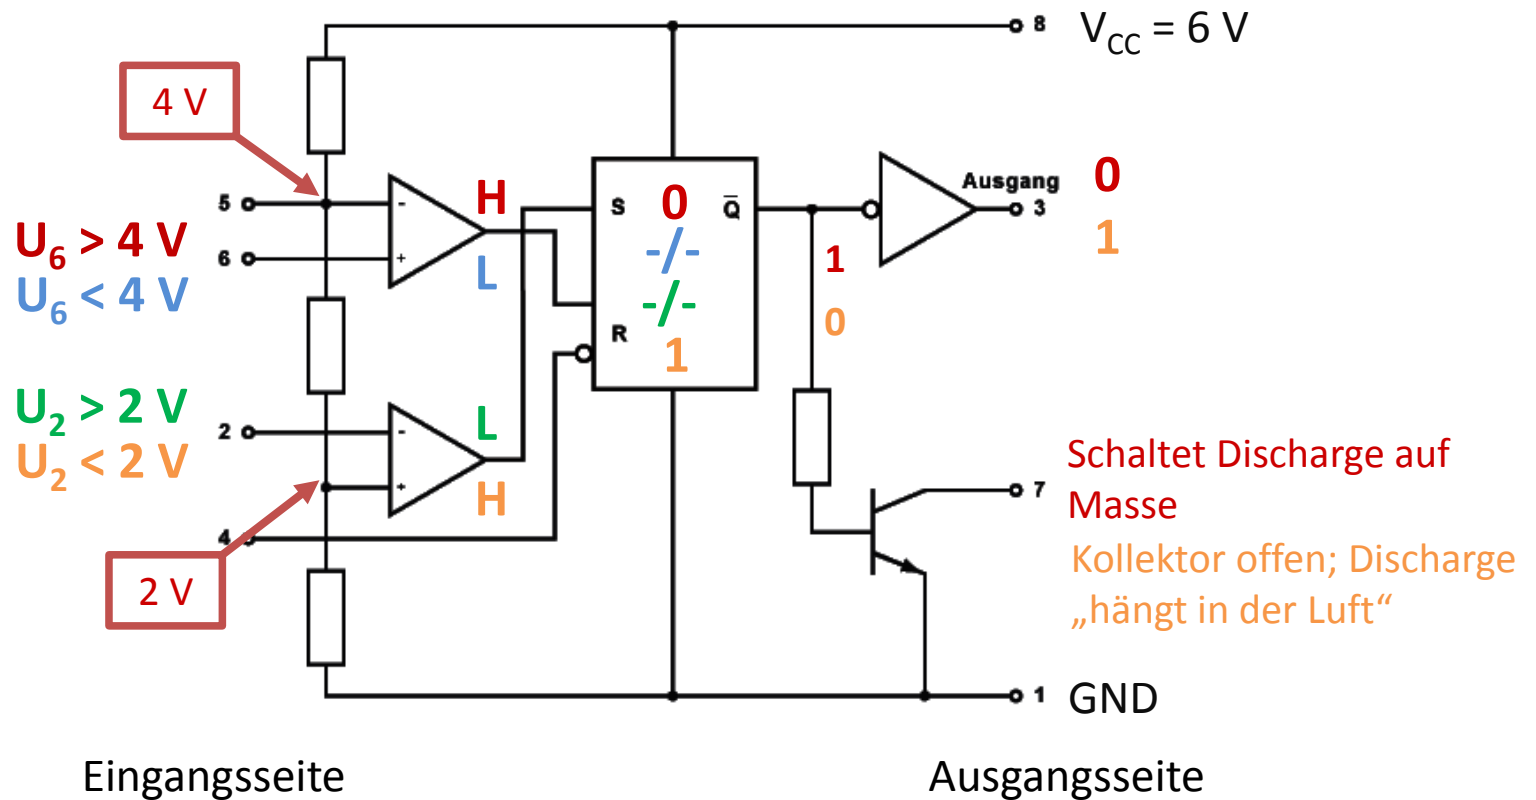 8 V_CC = 6 V
4 V
5
-
H
S
0
Q̅
Ausgang
3
0
U₆ > 4 V
6
+
L
-/-
1
1
U₆ < 4 V
-/-
0
R
1
U₂ > 2 V
2
-
L
U₂ < 2 V
+
H
Schaltet Discharge auf
7
Masse
4
Kollektor offen; Discharge
2 V
„hängt in der Luft“
1 GND
Eingangsseite
Ausgangsseite